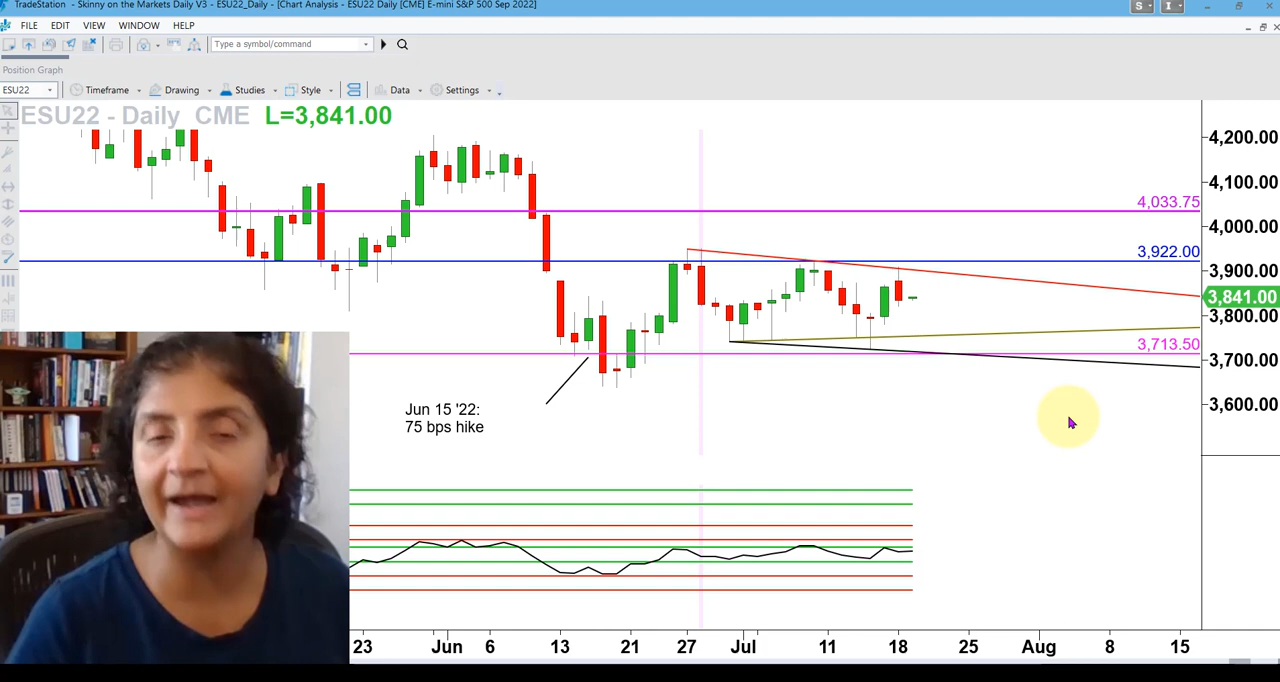 TradeStation - Skinny on the Markets Daily V3 - ESU22_Daily - [Chart Analysis - ESU22 Daily [CME] E-mini S&P 500 Sep 2022]
S I
FILE EDIT VIEW WINDOW HELP
Type a symbol/command
Position Graph
ESU22 Timeframe Drawing Studies Style Data Settings
ESU22 - Daily CME L=3,841.00
4,200.00
4,100.00
4,033.75
4,000.00
3,922.00
3,900.00
3,841.00
3,800.00
3,713.50
3,700.00
3,600.00
Jun 15 '22:
75 bps hike
23 Jun 6 13 21 27 Jul 11 18 25 Aug 8 15